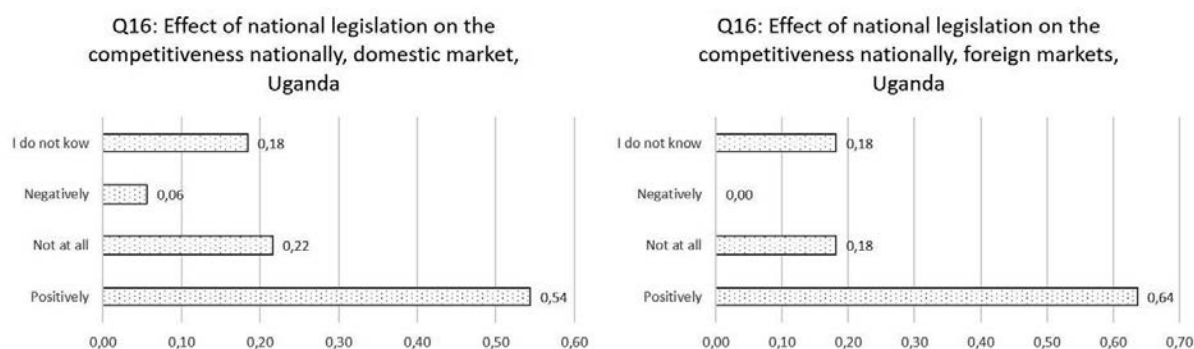 Q16: Effect of national legislation on the
competitiveness nationally, domestic market,
Uganda
I do not kow
0,18
Negatively
0,06
Not at all
0,22
Positively
0,54
0,00 0,10 0,20 0,30 0,40 0,50 0,60
Q16: Effect of national legislation on the
competitiveness nationally, foreign markets,
Uganda
I do not know
0,18
Negatively
0,00
Not at all
0,18
Positively
0,64
0,00 0,10 0,20 0,30 0,40 0,50 0,60 0,70